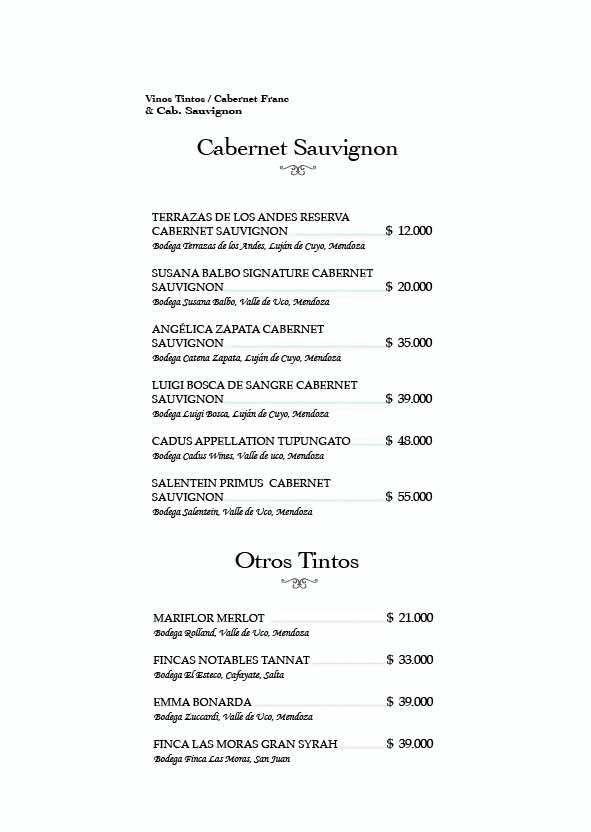 Vinos Tintos / Cabernet Franc
& Cab. Sauvignon
Cabernet Sauvignon
TERRAZAS DE LOS ANDES RESERVA
CABERNET SAUVIGNON $ 12.000
Bodega Terrazas de los Andes, Luján de Cuyo, Mendoza
SUSANA BALBO SIGNATURE CABERNET
SAUVIGNON $ 20.000
Bodega Susana Balbo, Valle de Uco, Mendoza
ANGÉLICA ZAPATA CABERNET
SAUVIGNON $ 35.000
Bodega Catena Zapata, Luján de Cuyo, Mendoza
LUIGI BOSCA DE SANGRE CABERNET
SAUVIGNON $ 39.000
Bodega Luigi Bosca, Luján de Cuyo, Mendoza
CADUS APPELLATION TUPUNGATO $ 48.000
Bodega Cadus Wines, Valle de uco, Mendoza
SALENTEIN PRIMUS CABERNET
SAUVIGNON $ 55.000
Bodega Salentein, Valle de Uco, Mendoza
Otros Tintos
MARIFLOR MERLOT $ 21.000
Bodega Rolland, Valle de Uco, Mendoza
FINCAS NOTABLES TANNAT $ 33.000
Bodega El Esteco, Cafayate, Salta
EMMA BONARDA $ 39.000
Bodega Zuccardi, Valle de Uco, Mendoza
FINCA LAS MORAS GRAN SYRAH $ 39.000
Bodega Finca Las Moras, San Juan